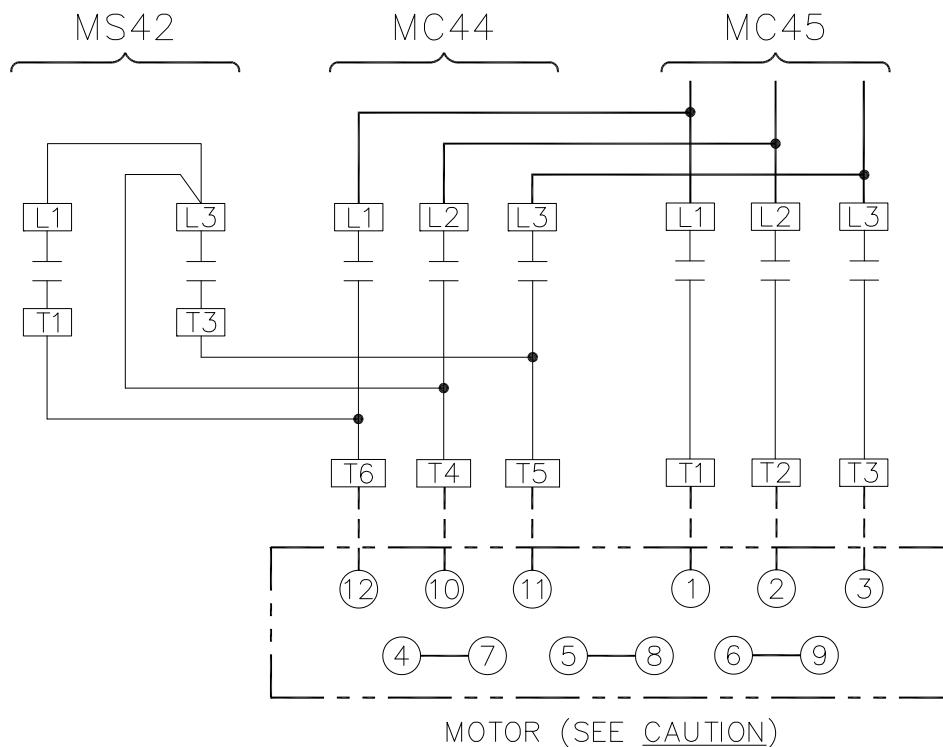 MS42 MC44 MC45
L1 L3 L1 L2 L3 L1 L2 L3
T1 T3
T6 T4 T5 T1 T2 T3
12 10 11 1 2 3
4 7 5 8 6 9
MOTOR (SEE CAUTION)